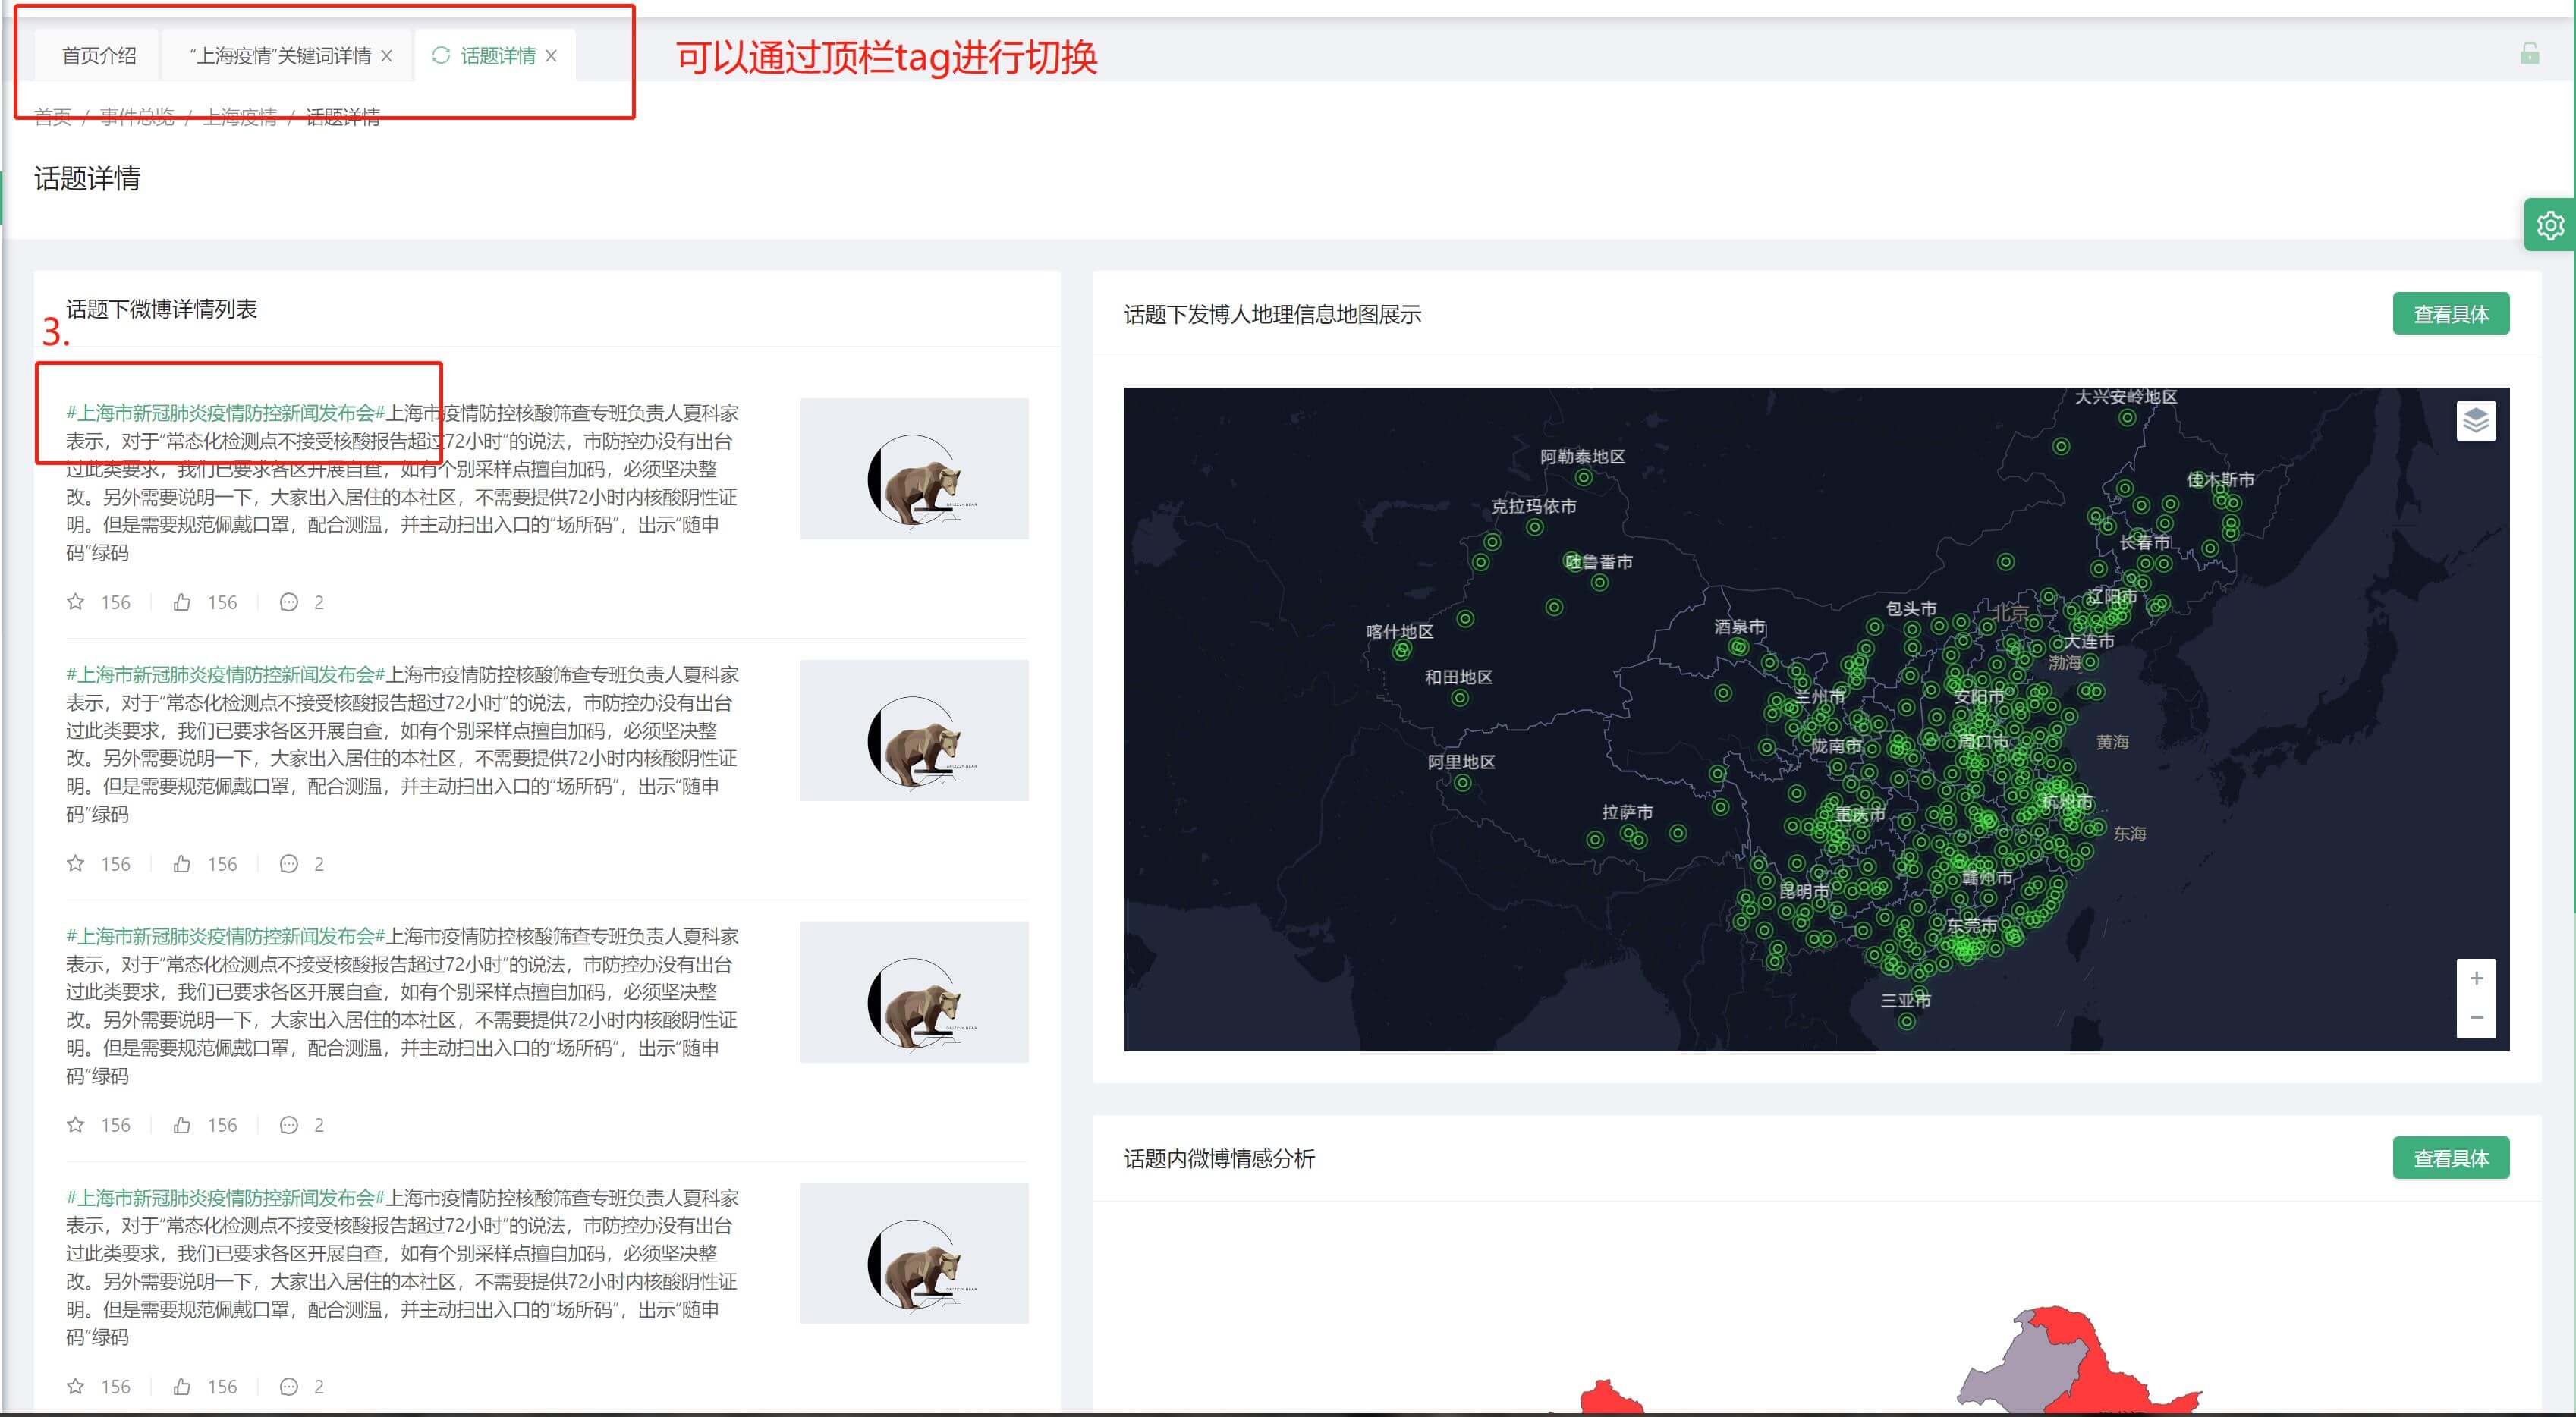 首页介绍
“上海疫情”关键词详情
话题详情
可以通过顶栏tag进行切换
首页 / 事件总览 / 上海疫情 / 话题详情
话题详情
话题下微博详情列表
3.
#上海市新冠肺炎疫情防控新闻发布会#上海市疫情防控核酸筛查专班负责人夏科家
表示，对于“常态化检测点不接受核酸报告超过72小时”的说法，市防控办没有出台
过此类要求，我们已要求各区开展自查，如有个别采样点擅自加码，必须坚决整
改。另外需要说明一下，大家出入居住的本社区，不需要提供72小时内核酸阴性证
明。但是需要规范佩戴口罩，配合测温，并主动扫出入口的“场所码”，出示“随申
码”绿码
GRIZZLY BEAR
156 156 2
#上海市新冠肺炎疫情防控新闻发布会#上海市疫情防控核酸筛查专班负责人夏科家
表示，对于“常态化检测点不接受核酸报告超过72小时”的说法，市防控办没有出台
过此类要求，我们已要求各区开展自查，如有个别采样点擅自加码，必须坚决整
改。另外需要说明一下，大家出入居住的本社区，不需要提供72小时内核酸阴性证
明。但是需要规范佩戴口罩，配合测温，并主动扫出入口的“场所码”，出示“随申
码”绿码
GRIZZLY BEAR
156 156 2
#上海市新冠肺炎疫情防控新闻发布会#上海市疫情防控核酸筛查专班负责人夏科家
表示，对于“常态化检测点不接受核酸报告超过72小时”的说法，市防控办没有出台
过此类要求，我们已要求各区开展自查，如有个别采样点擅自加码，必须坚决整
改。另外需要说明一下，大家出入居住的本社区，不需要提供72小时内核酸阴性证
明。但是需要规范佩戴口罩，配合测温，并主动扫出入口的“场所码”，出示“随申
码”绿码
GRIZZLY BEAR
156 156 2
#上海市新冠肺炎疫情防控新闻发布会#上海市疫情防控核酸筛查专班负责人夏科家
表示，对于“常态化检测点不接受核酸报告超过72小时”的说法，市防控办没有出台
过此类要求，我们已要求各区开展自查，如有个别采样点擅自加码，必须坚决整
改。另外需要说明一下，大家出入居住的本社区，不需要提供72小时内核酸阴性证
明。但是需要规范佩戴口罩，配合测温，并主动扫出入口的“场所码”，出示“随申
码”绿码
GRIZZLY BEAR
156 156 2
话题下发博人地理信息地图展示
查看具体
大兴安岭地区
阿勒泰地区
佳木斯市
克拉玛依市
长春市
吐鲁番市
辽阳市
包头市
北京
酒泉市
喀什地区
大连市
渤海
和田地区
兰州市
安阳市
陇南市
周口市
黄海
阿里地区
杭州市
拉萨市
重庆市
东海
赣州市
昆明市
东莞市
三亚市
+
−
话题内微博情感分析
查看具体